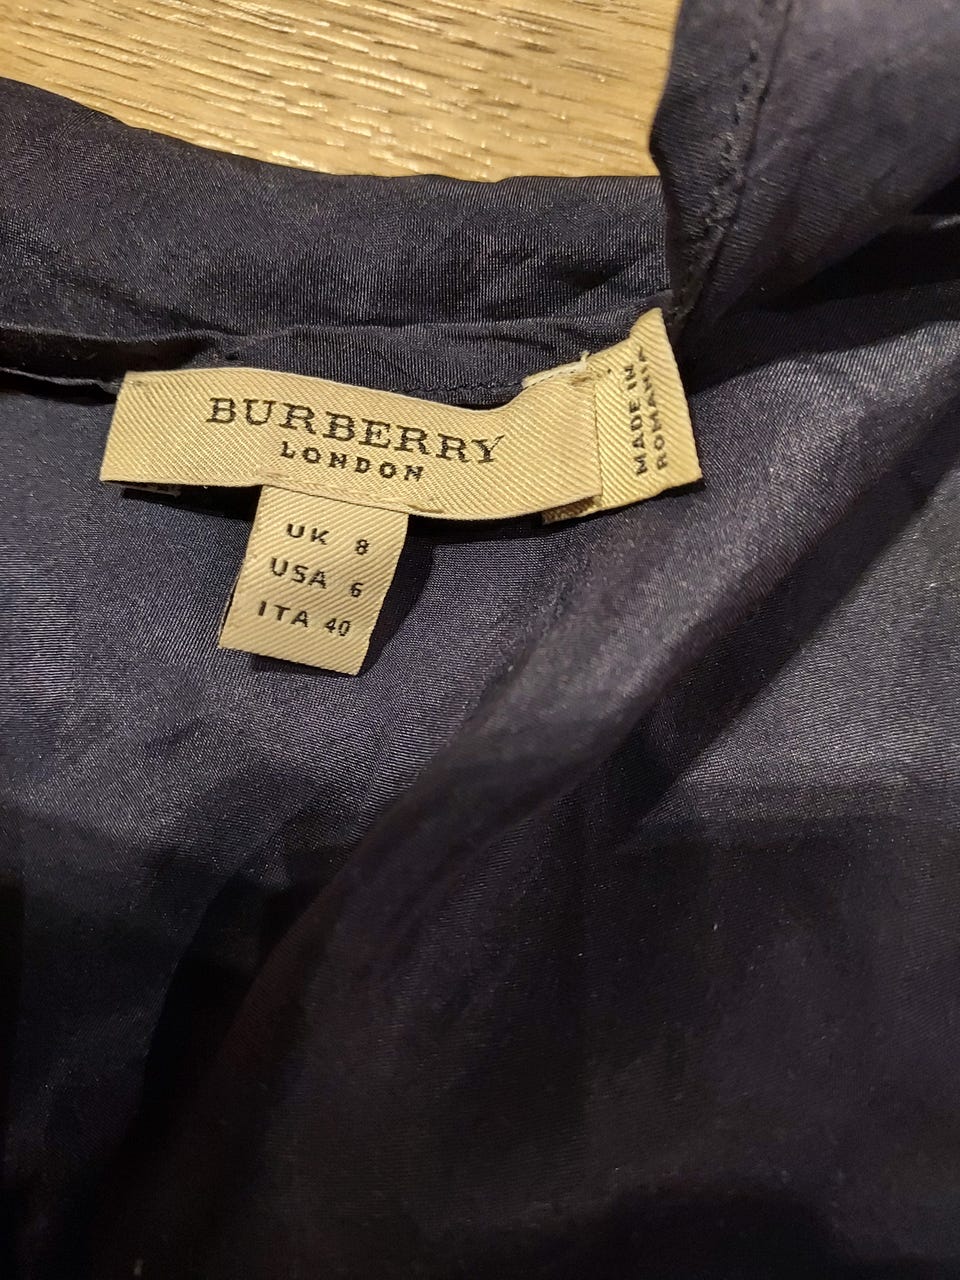 BURBERRY
LONDON
UK 8
USA 6
ITA 40
MADE IN
ROMANIA